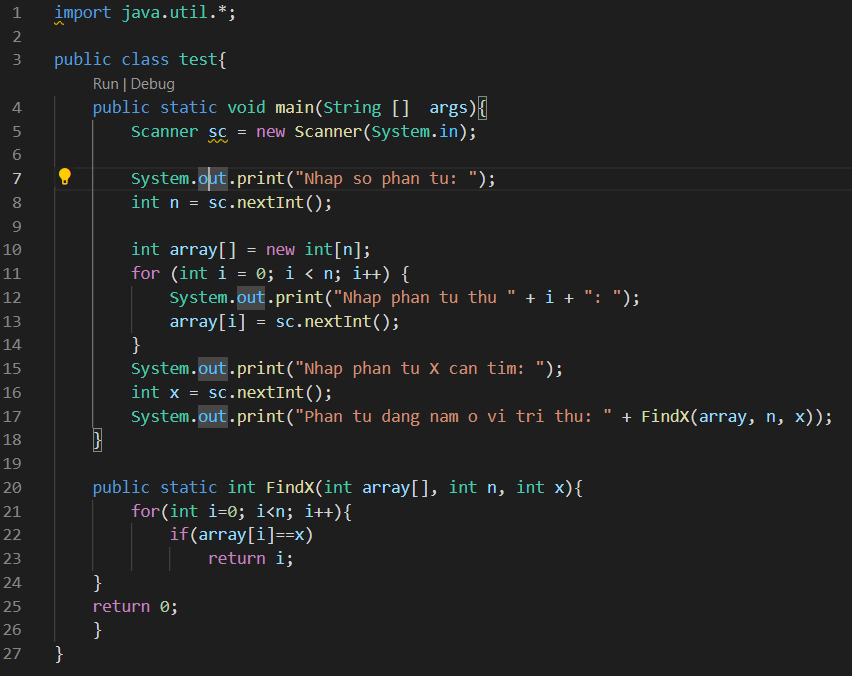 1 import java.util.*;
2
3 public class test{
Run | Debug
4 public static void main(String [] args){
5 Scanner sc = new Scanner(System.in);
6
7 System.out.print("Nhap so phan tu: ");
8 int n = sc.nextInt();
9
10 int array[] = new int[n];
11 for (int i = 0; i < n; i++) {
12 System.out.print("Nhap phan tu thu " + i + ": ");
13 array[i] = sc.nextInt();
14 }
15 System.out.print("Nhap phan tu X can tim: ");
16 int x = sc.nextInt();
17 System.out.print("Phan tu dang nam o vi tri thu: " + FindX(array, n, x));
18 }
19
20 public static int FindX(int array[], int n, int x){
21 for(int i=0; i<n; i++){
22 if(array[i]==x)
23 return i;
24 }
25 return 0;
26 }
27 }